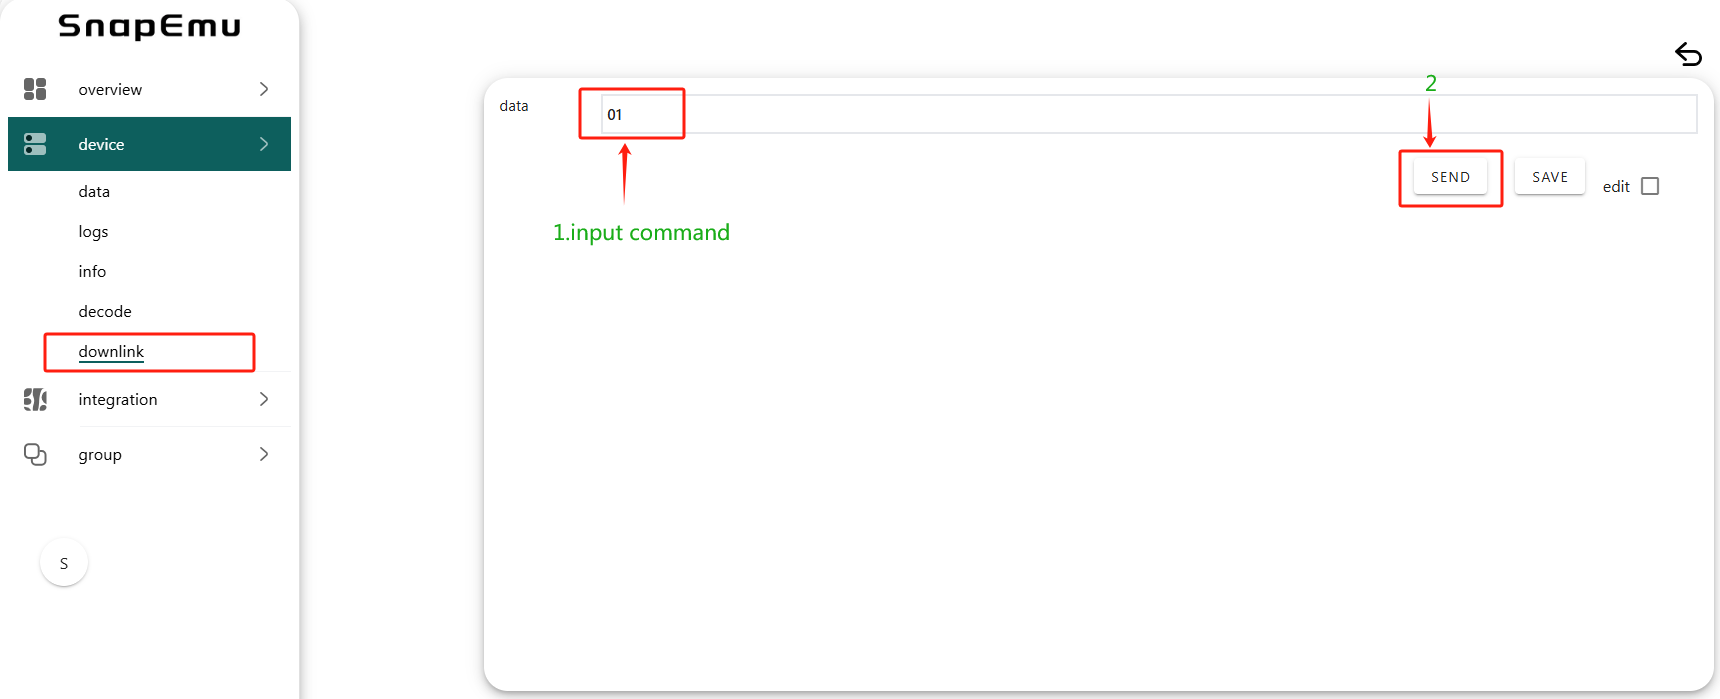 SnapEmu
overview
device
data
logs
info
decode
downlink
integration
group
S
data
01
1.input command
2
SEND
SAVE
edit